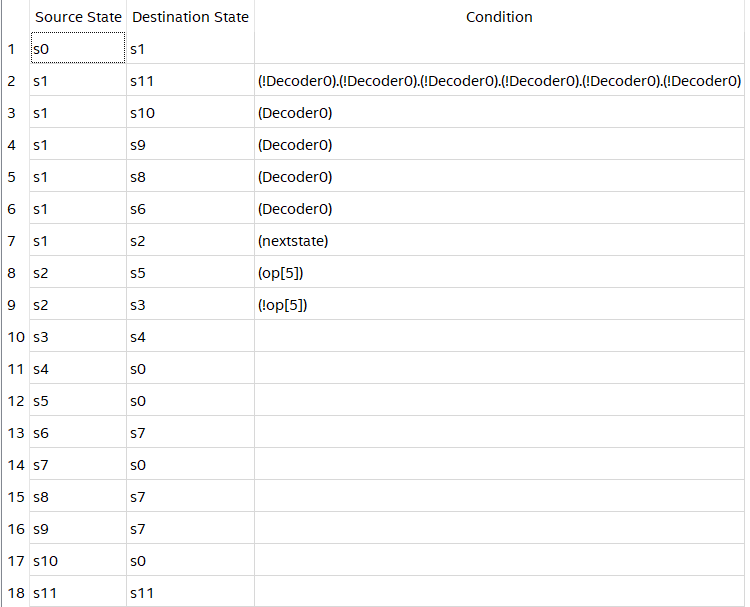 Source State Destination State Condition
1 s0 s1
2 s1 s11 (!Decoder0).(!Decoder0).(!Decoder0).(!Decoder0).(!Decoder0).(!Decoder0)
3 s1 s10 (Decoder0)
4 s1 s9 (Decoder0)
5 s1 s8 (Decoder0)
6 s1 s6 (Decoder0)
7 s1 s2 (nextstate)
8 s2 s5 (op[5])
9 s2 s3 (!op[5])
10 s3 s4
11 s4 s0
12 s5 s0
13 s6 s7
14 s7 s0
15 s8 s7
16 s9 s7
17 s10 s0
18 s11 s11